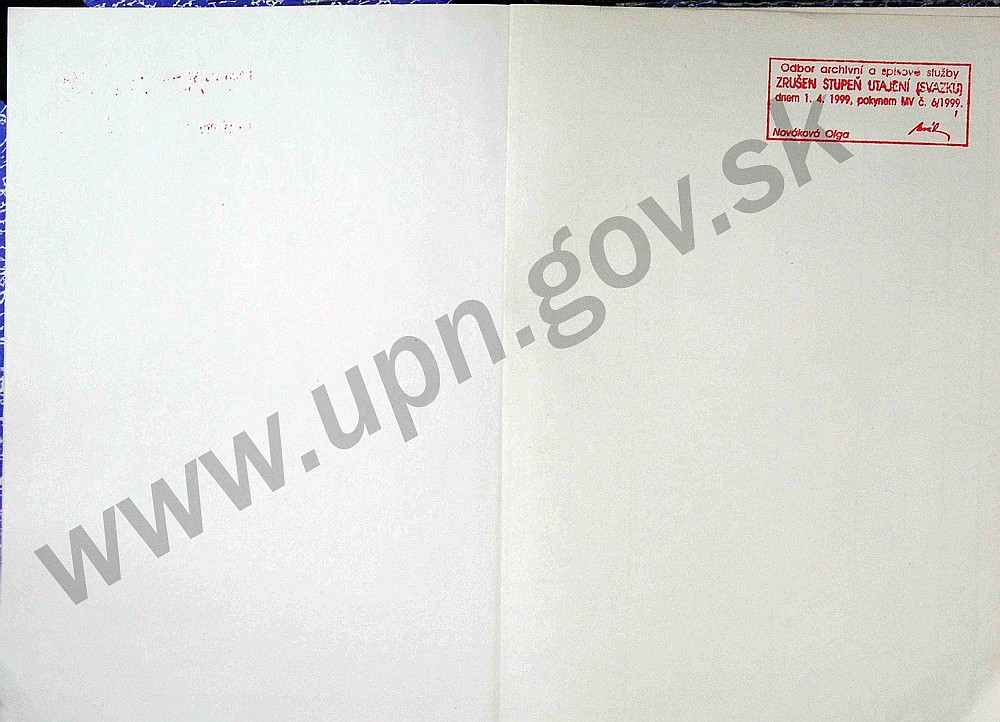 Odbor archivní a spisové služby
ZRUŠEN STUPEŇ UTAJENÍ (SVAZKU)
dnem 1. 4. 1999, pokynem MV č. 6/1999.
Nováková Olga
www.upn.gov.sk